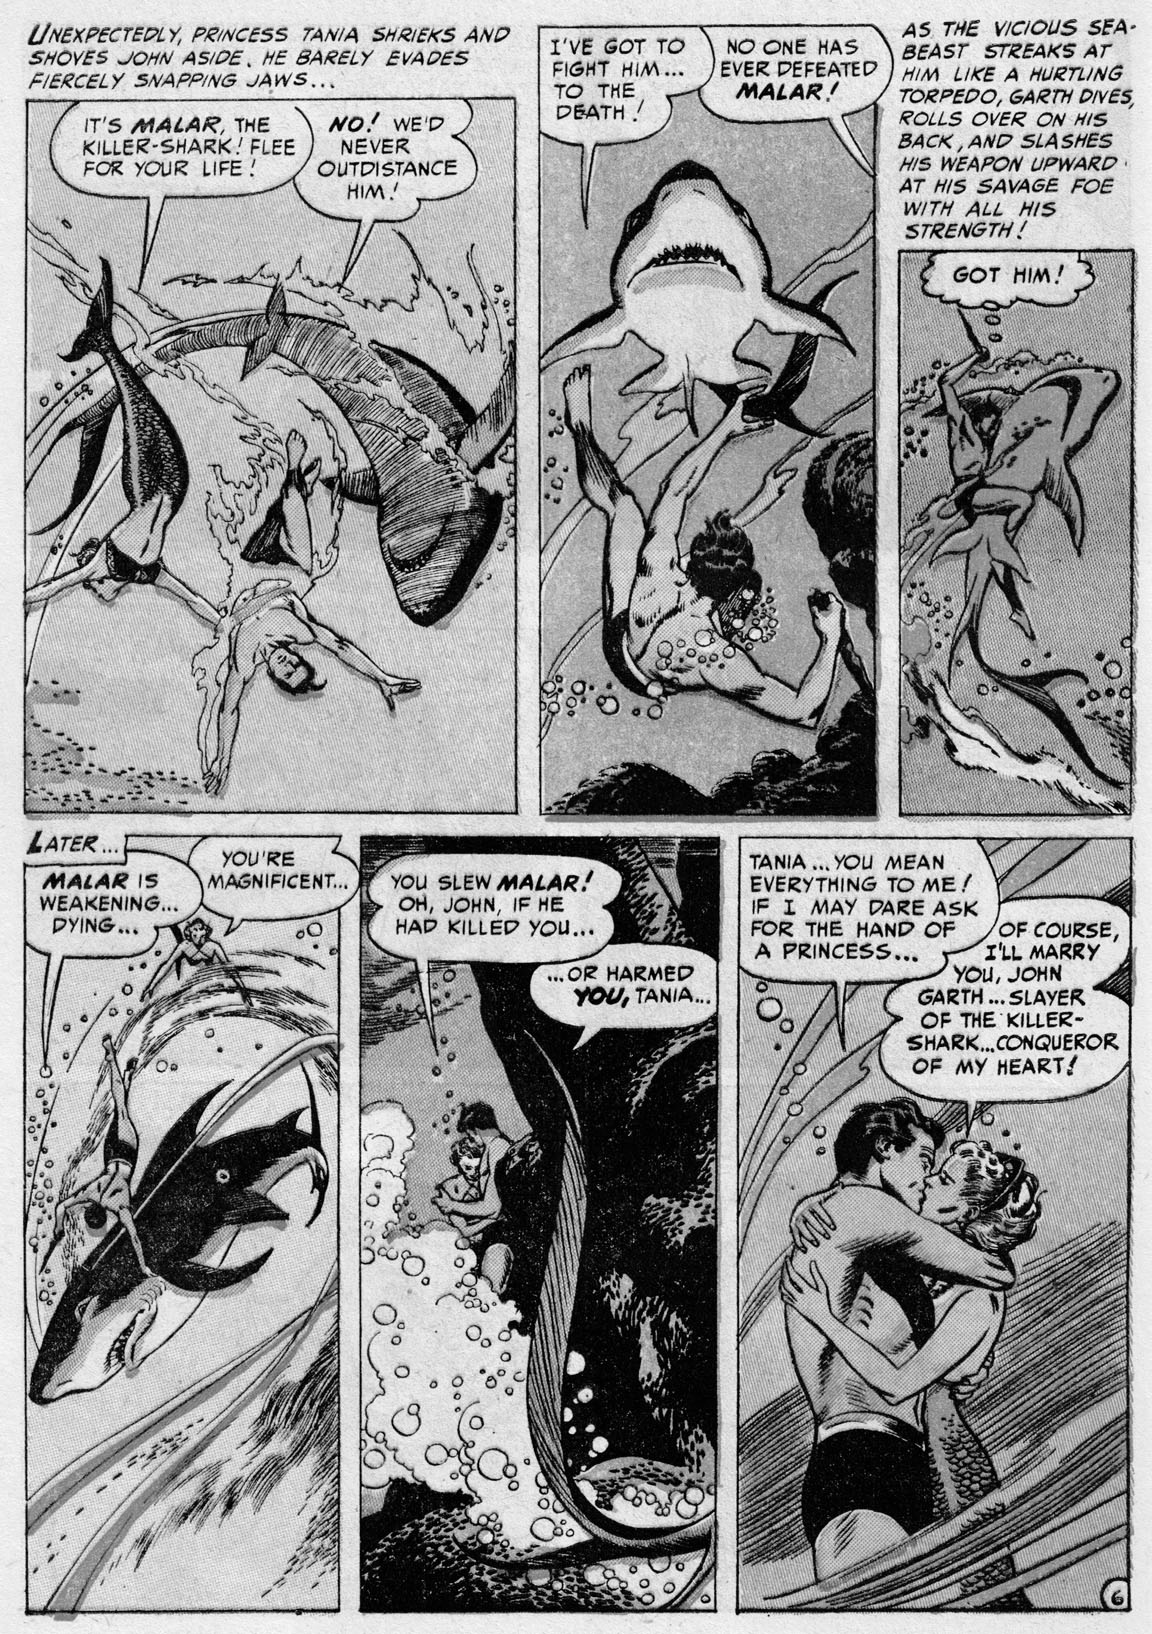 UNEXPECTEDLY, PRINCESS TANIA SHRIEKS AND
SHOVES JOHN ASIDE. HE BARELY EVADES
FIERCELY SNAPPING JAWS...
IT'S MALAR, THE
KILLER-SHARK! FLEE
FOR YOUR LIFE!
NO! WE'D
NEVER
OUTDISTANCE
HIM!
I'VE GOT TO
FIGHT HIM...
TO THE
DEATH!
NO ONE HAS
EVER DEFEATED
MALAR!
AS THE VICIOUS SEA-
BEAST STREAKS AT
HIM LIKE A HURTLING
TORPEDO, GARTH DIVES,
ROLLS OVER ON HIS
BACK, AND SLASHES
HIS WEAPON UPWARD
AT HIS SAVAGE FOE
WITH ALL HIS
STRENGTH!
GOT HIM!
LATER...
MALAR IS
WEAKENING...
DYING...
YOU'RE
MAGNIFICENT...
YOU SLEW MALAR!
OH, JOHN, IF HE
HAD KILLED YOU...
...OR HARMED
YOU, TANIA...
TANIA...YOU MEAN
EVERYTHING TO ME!
IF I MAY DARE ASK
FOR THE HAND OF
A PRINCESS...
OF COURSE,
I'LL MARRY
YOU, JOHN
GARTH...SLAYER
OF THE KILLER-
SHARK...CONQUEROR
OF MY HEART!
6